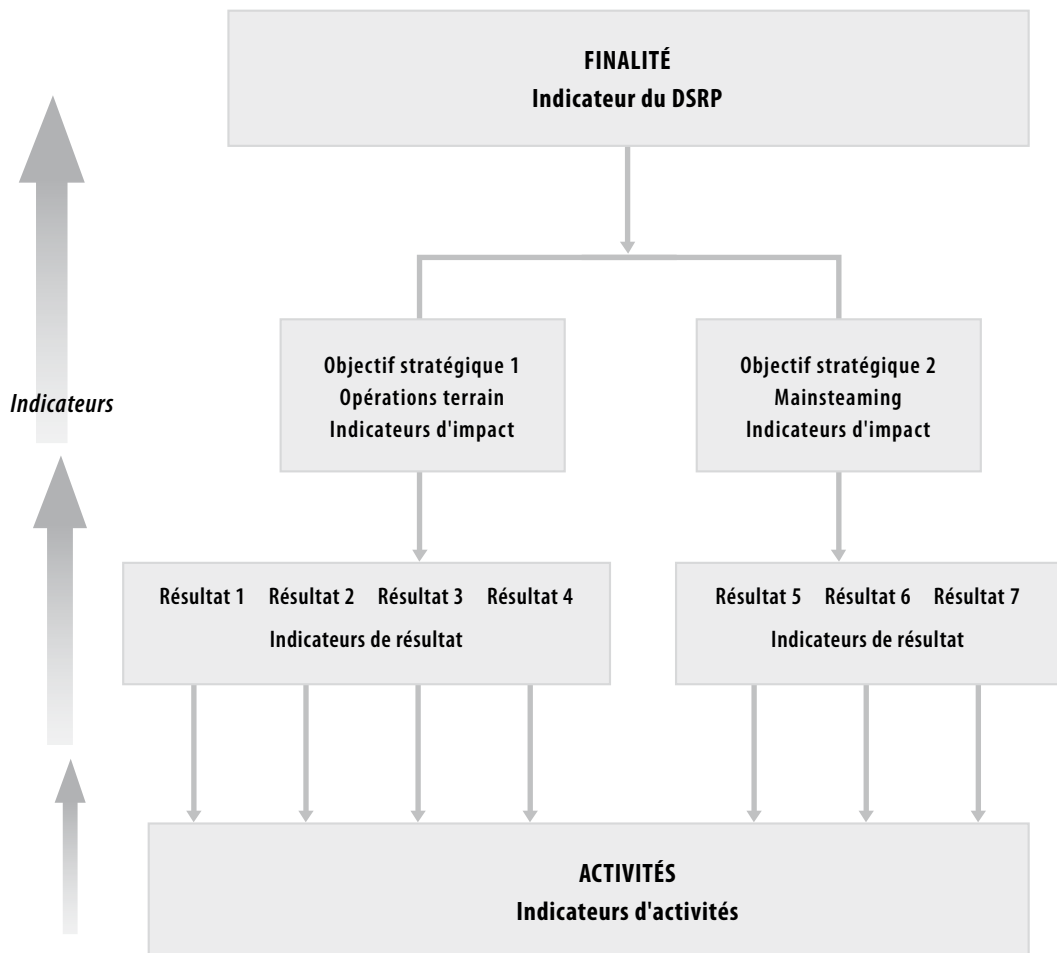 FINALITÉ
Indicateur du DSRP
Objectif stratégique 1
Opérations terrain
Indicateurs d'impact
Objectif stratégique 2
Mainsteaming
Indicateurs d'impact
Indicateurs
Résultat 1 Résultat 2 Résultat 3 Résultat 4
Indicateurs de résultat
Résultat 5 Résultat 6 Résultat 7
Indicateurs de résultat
ACTIVITÉS
Indicateurs d'activités